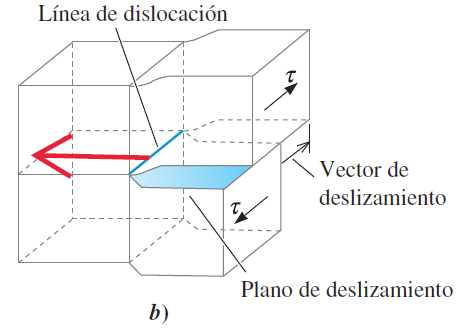 Línea de dislocación
τ
Vector de
deslizamiento
τ
Plano de deslizamiento
b)